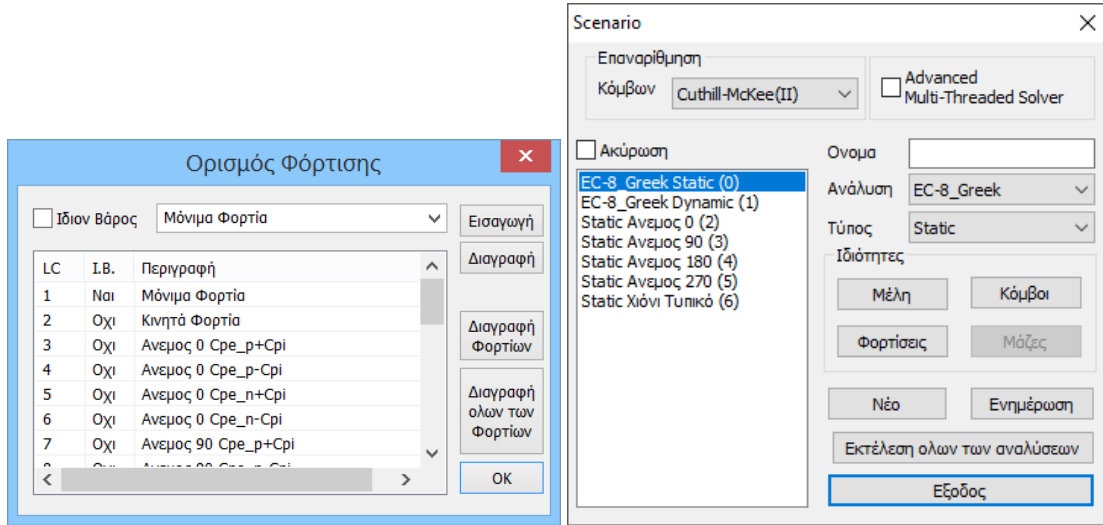 Ορισμός Φόρτισης
Ιδιον Βάρος Μόνιμα Φορτία Εισαγωγή
Διαγραφή
LC Ι.Β. Περιγραφή
1 Ναι Μόνιμα Φορτία
2 Οχι Κινητά Φορτία
3 Οχι Ανεμος 0 Cpe_p+Cpi
4 Οχι Ανεμος 0 Cpe_p-Cpi
5 Οχι Ανεμος 0 Cpe_n+Cpi
6 Οχι Ανεμος 0 Cpe_n-Cpi
7 Οχι Ανεμος 90 Cpe_p+Cpi
Διαγραφή
Φορτίων
Διαγραφή
ολων των
Φορτίων
OK
Scenario
Επαναρίθμηση
Κόμβων Cuthill-McKee(II)
Advanced
Multi-Threaded Solver
Ακύρωση
EC-8_Greek Static (0)
EC-8_Greek Dynamic (1)
Static Ανεμος 0 (2)
Static Ανεμος 90 (3)
Static Ανεμος 180 (4)
Static Ανεμος 270 (5)
Static Χιόνι Τυπικό (6)
Ονομα
Ανάλυση EC-8_Greek
Τύπος Static
Ιδιότητες
Μέλη Κόμβοι
Φορτίσεις Μάζες
Νέο Ενημέρωση
Εκτέλεση ολων των αναλύσεων
Εξοδος